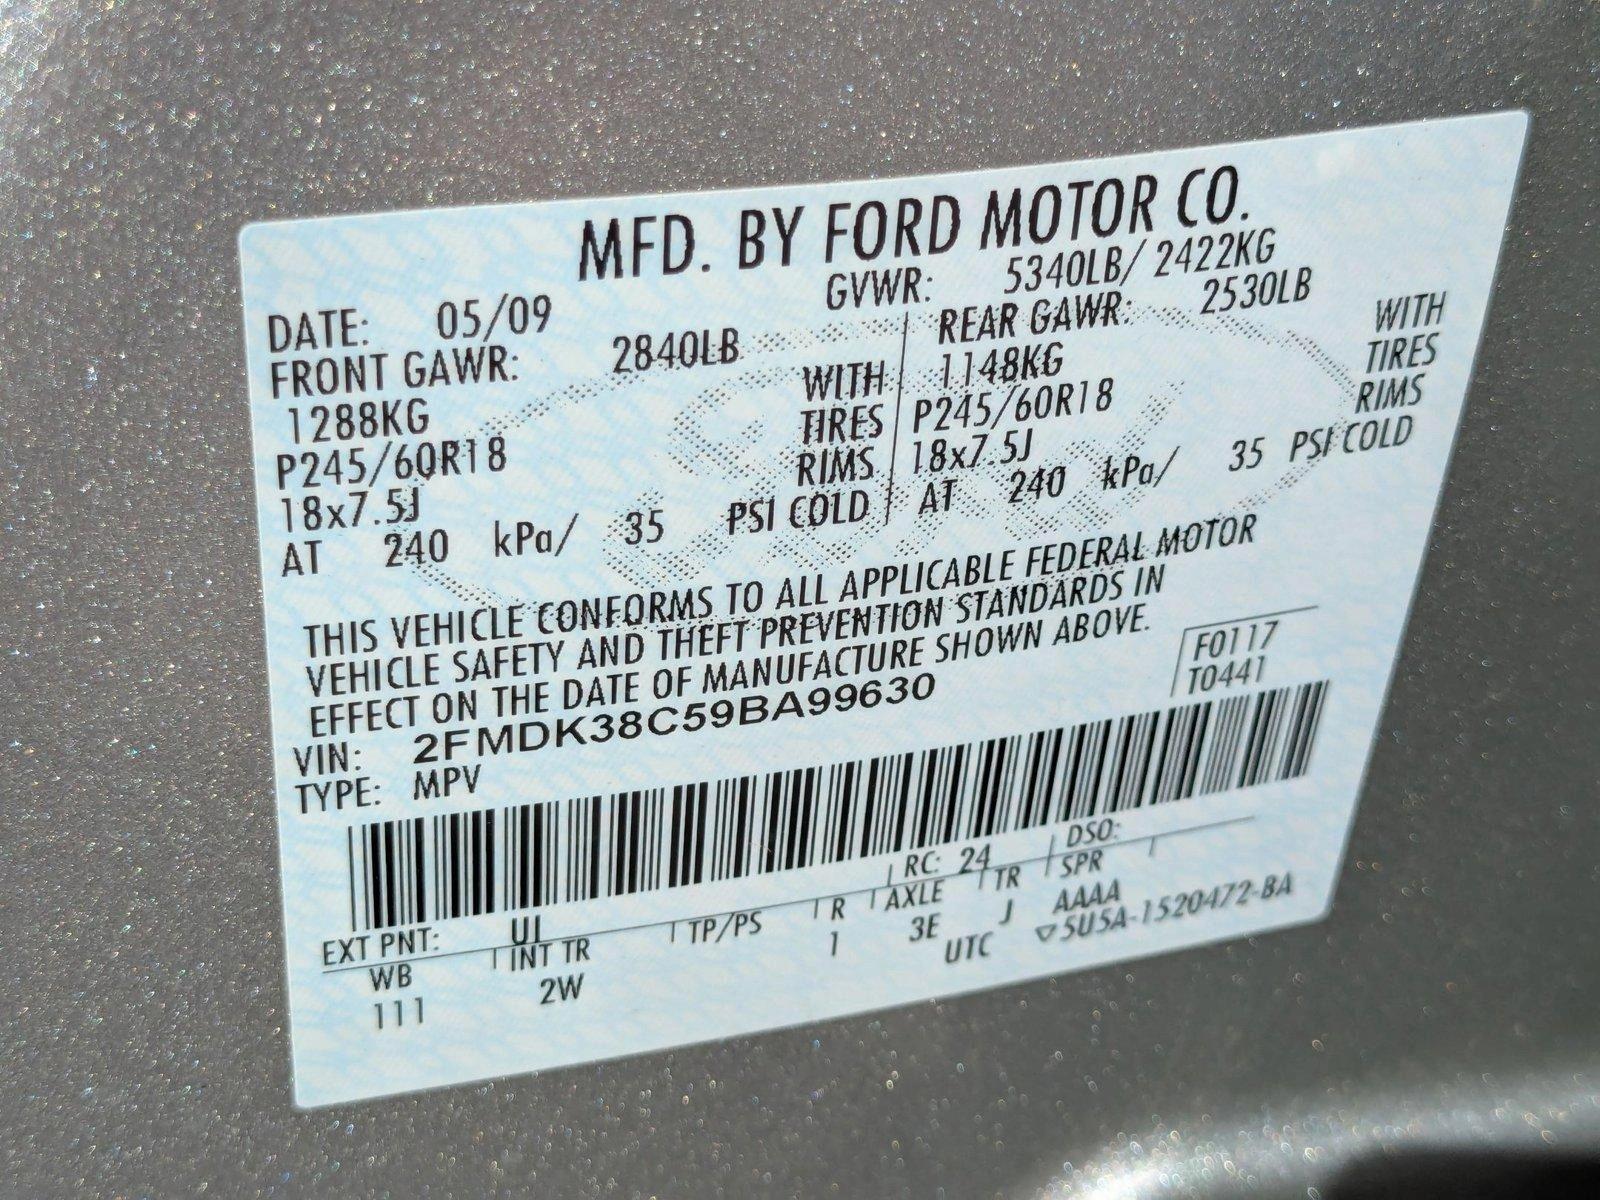 MFD. BY FORD MOTOR CO.
DATE: 05/09 GVWR: 5340LB/ 2422KG
FRONT GAWR: 2840LB REAR GAWR: 2530LB
1288KG WITH 1148KG WITH
P245/60R18 TIRES P245/60R18 TIRES
18x7.5J RIMS 18x7.5J RIMS
AT 240 kPa/ 35 PSI COLD AT 240 kPa/ 35 PSI COLD
THIS VEHICLE CONFORMS TO ALL APPLICABLE FEDERAL MOTOR
VEHICLE SAFETY AND THEFT PREVENTION STANDARDS IN
EFFECT ON THE DATE OF MANUFACTURE SHOWN ABOVE.
VIN: 2FMDK38C59BA99630 F0117
TYPE: MPV T0441
EXT PNT: UJ RC: 24 DSO:
WB INT TR TP/PS R AXLE TR SPR
111 2W 1 3E J AAAA
UTC ▽5U5A-1520472-BA